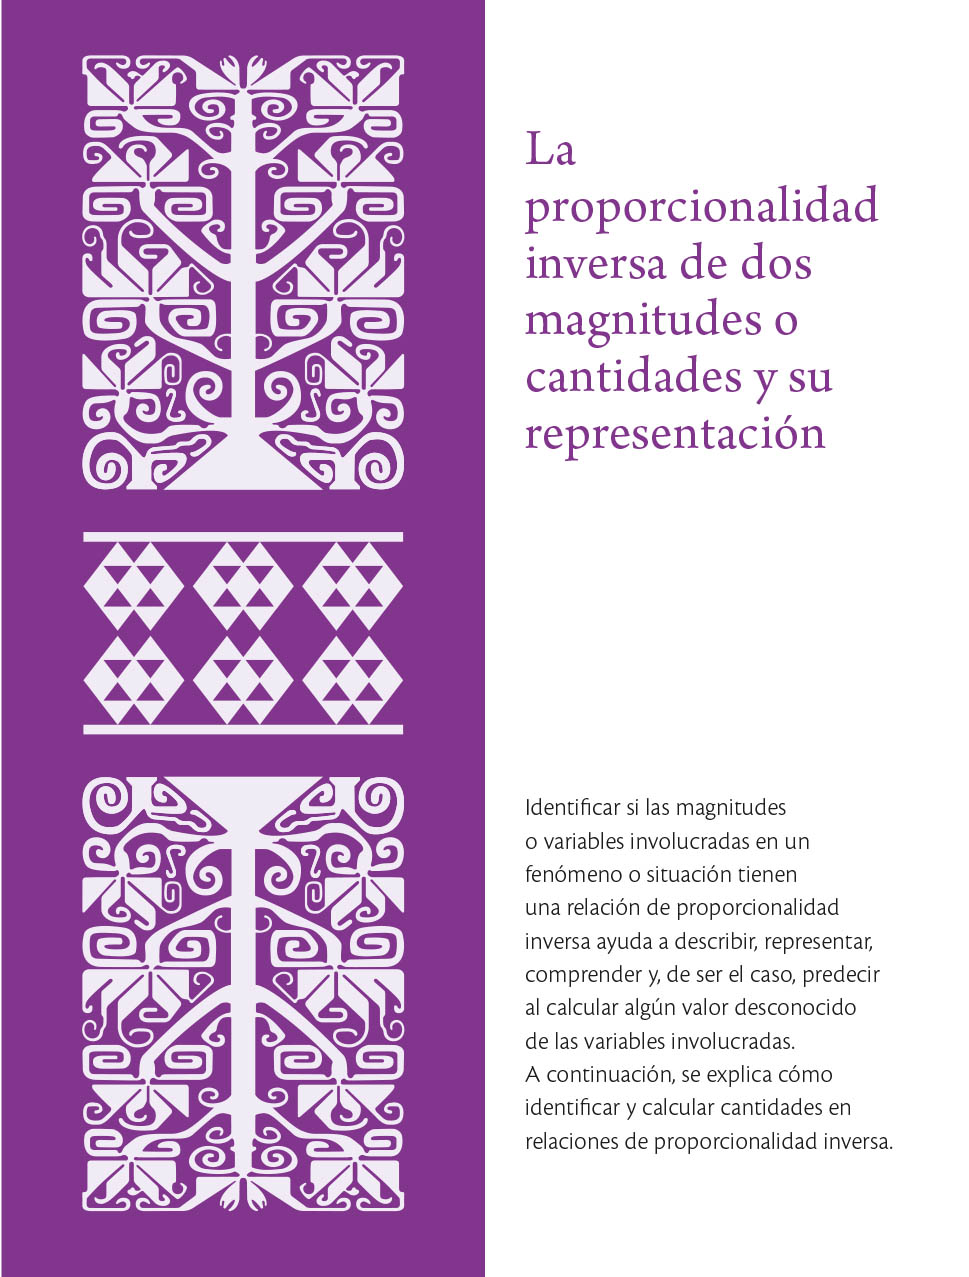 La
proporcionalidad
inversa de dos
magnitudes o
cantidades y su
representación
Identificar si las magnitudes
o variables involucradas en un
fenómeno o situación tienen
una relación de proporcionalidad
inversa ayuda a describir, representar,
comprender y, de ser el caso, predecir
al calcular algún valor desconocido
de las variables involucradas.
A continuación, se explica cómo
identificar y calcular cantidades en
relaciones de proporcionalidad inversa.